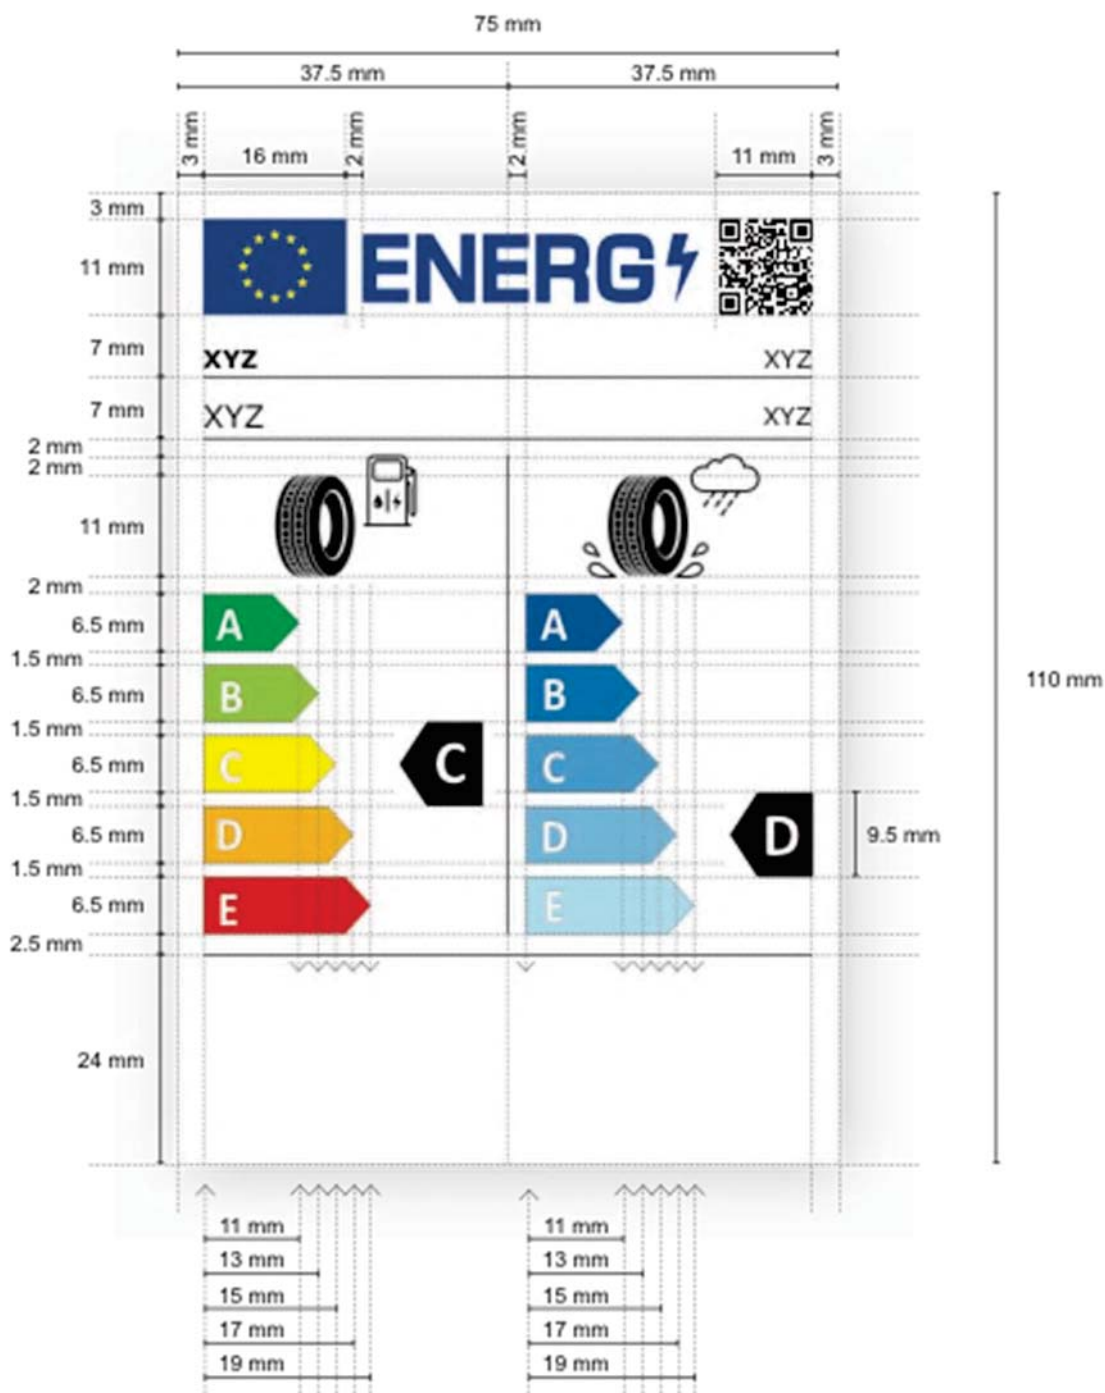 75 mm
37.5 mm 37.5 mm
3 mm 16 mm 2 mm 2 mm 11 mm 3 mm
3 mm
11 mm ENERG
7 mm XYZ XYZ
7 mm XYZ XYZ
2 mm
2 mm
11 mm
2 mm
6.5 mm A A
1.5 mm
6.5 mm B B 110 mm
1.5 mm
6.5 mm C C C
1.5 mm
6.5 mm D D D 9.5 mm
1.5 mm
6.5 mm E E
2.5 mm
24 mm
11 mm 11 mm
13 mm 13 mm
15 mm 15 mm
17 mm 17 mm
19 mm 19 mm